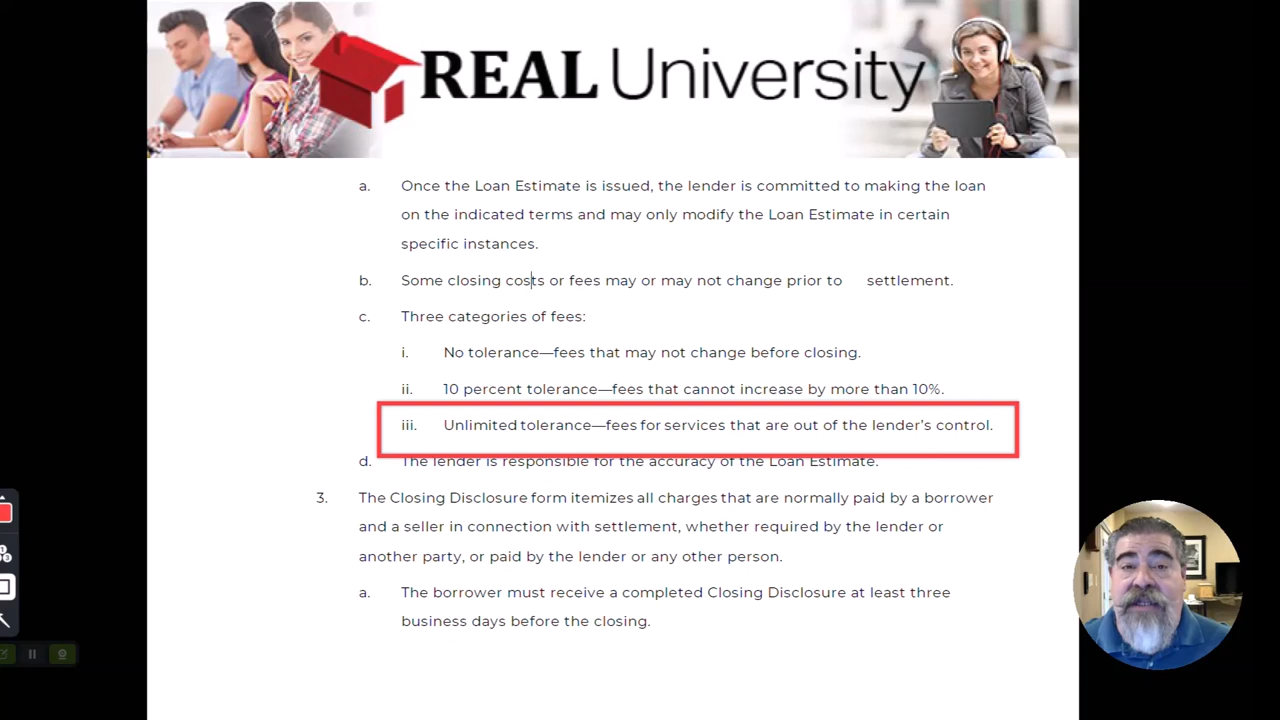 REAL University
a. Once the Loan Estimate is issued, the lender is committed to making the loan
on the indicated terms and may only modify the Loan Estimate in certain
specific instances.
b. Some closing costs or fees may or may not change prior to settlement.
c. Three categories of fees:
i. No tolerance—fees that may not change before closing.
ii. 10 percent tolerance—fees that cannot increase by more than 10%.
iii. Unlimited tolerance—fees for services that are out of the lender's control.
d. The lender is responsible for the accuracy of the Loan Estimate.
3. The Closing Disclosure form itemizes all charges that are normally paid by a borrower
and a seller in connection with settlement, whether required by the lender or
another party, or paid by the lender or any other person.
a. The borrower must receive a completed Closing Disclosure at least three
business days before the closing.